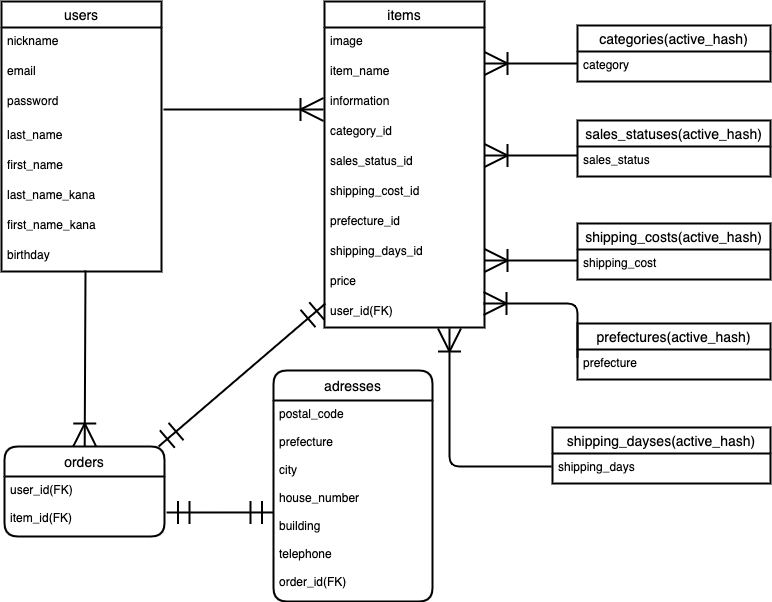 users
nickname
email
password
last_name
first_name
last_name_kana
first_name_kana
birthday
items
image
item_name
information
category_id
sales_status_id
shipping_cost_id
prefecture_id
shipping_days_id
price
user_id(FK)
categories(active_hash)
category
sales_statuses(active_hash)
sales_status
shipping_costs(active_hash)
shipping_cost
prefectures(active_hash)
prefecture
shipping_dayses(active_hash)
shipping_days
orders
user_id(FK)
item_id(FK)
adresses
postal_code
prefecture
city
house_number
building
telephone
order_id(FK)